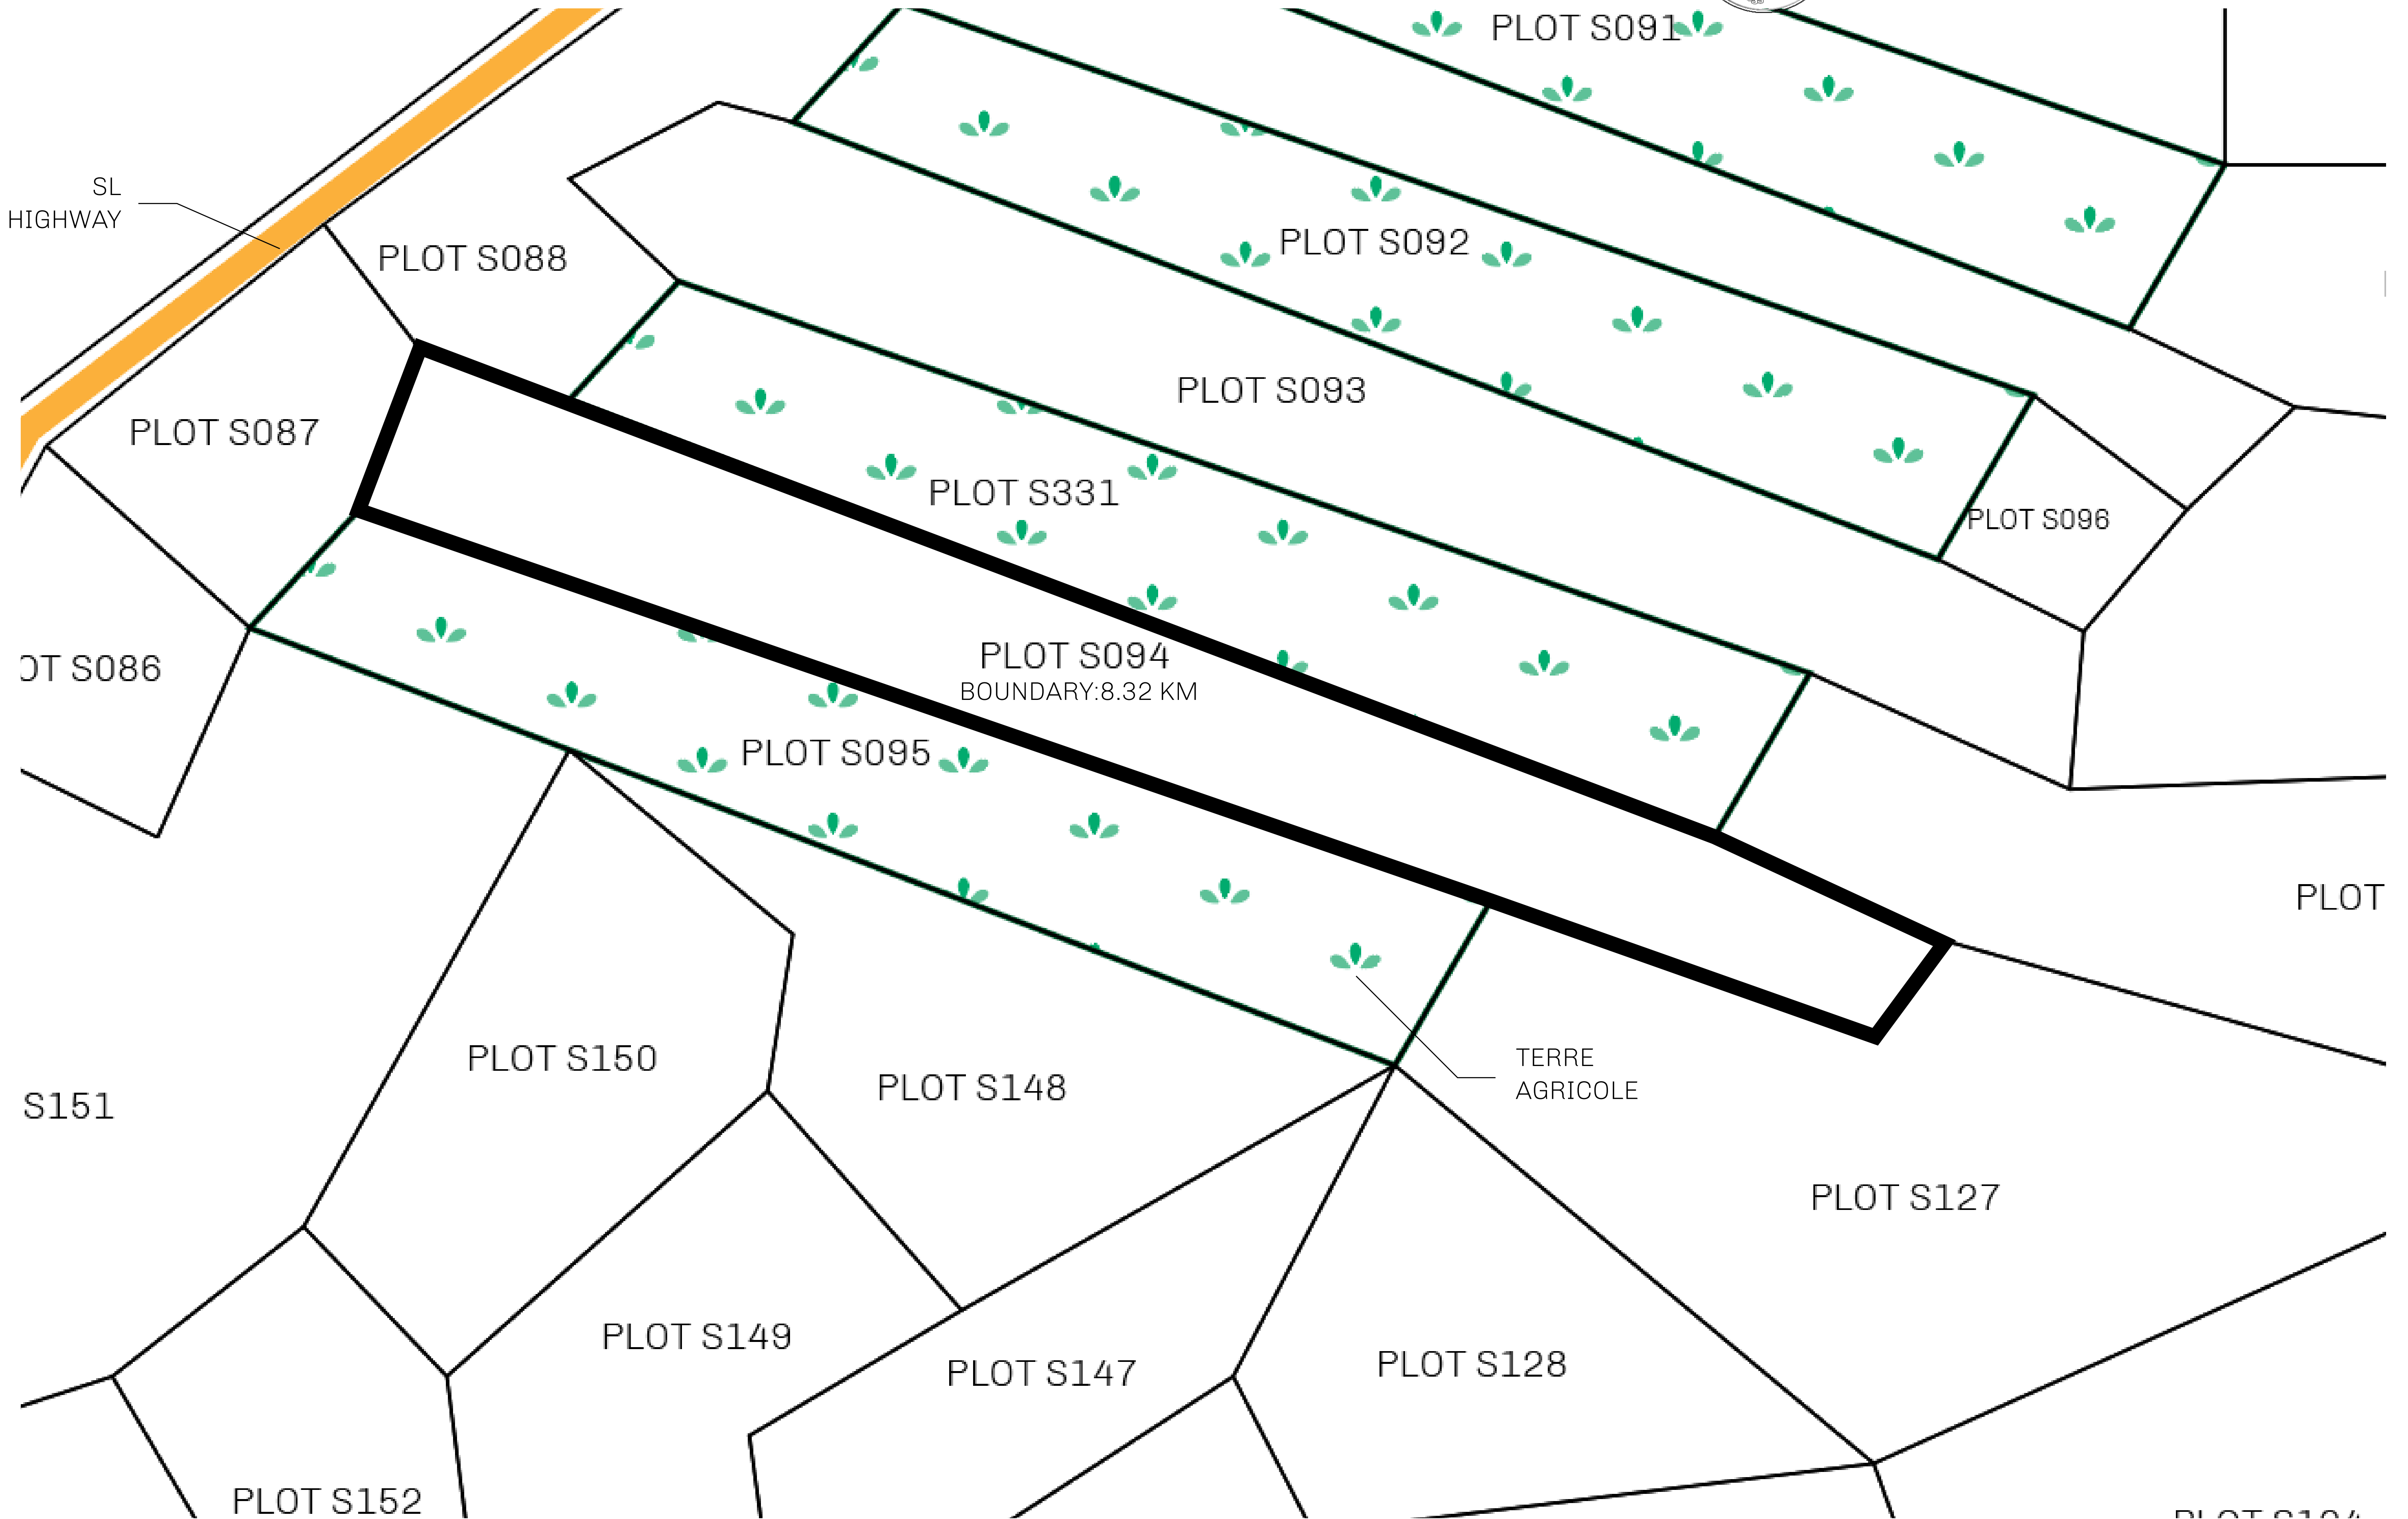 PLOT S091
SL
HIGHWAY
PLOT S088
PLOT S092
PLOT S093
PLOT S087
PLOT S331
PLOT S096
PLOT S094
BOUNDARY:8.32 KM
OT S086
PLOT S095
PLOT
PLOT S150
PLOT S148
TERRE
AGRICOLE
S151
PLOT S127
PLOT S149
PLOT S147
PLOT S128
PLOT S152